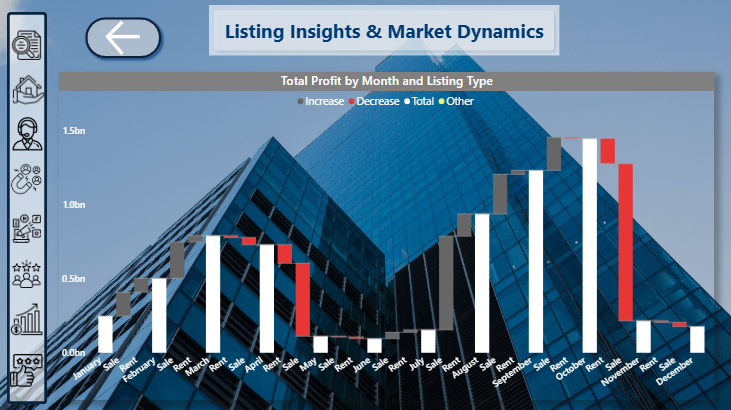 Listing Insights & Market Dynamics
Total Profit by Month and Listing Type
Increase Decrease Total Other
1.5bn
1.0bn
0.5bn
0.0bn
January Sale Rent February Sale Rent March Rent Sale April Rent Sale May Sale Rent June Sale Rent July Sale Rent August Sale Rent September Sale Rent October Rent Sale November Rent Sale December